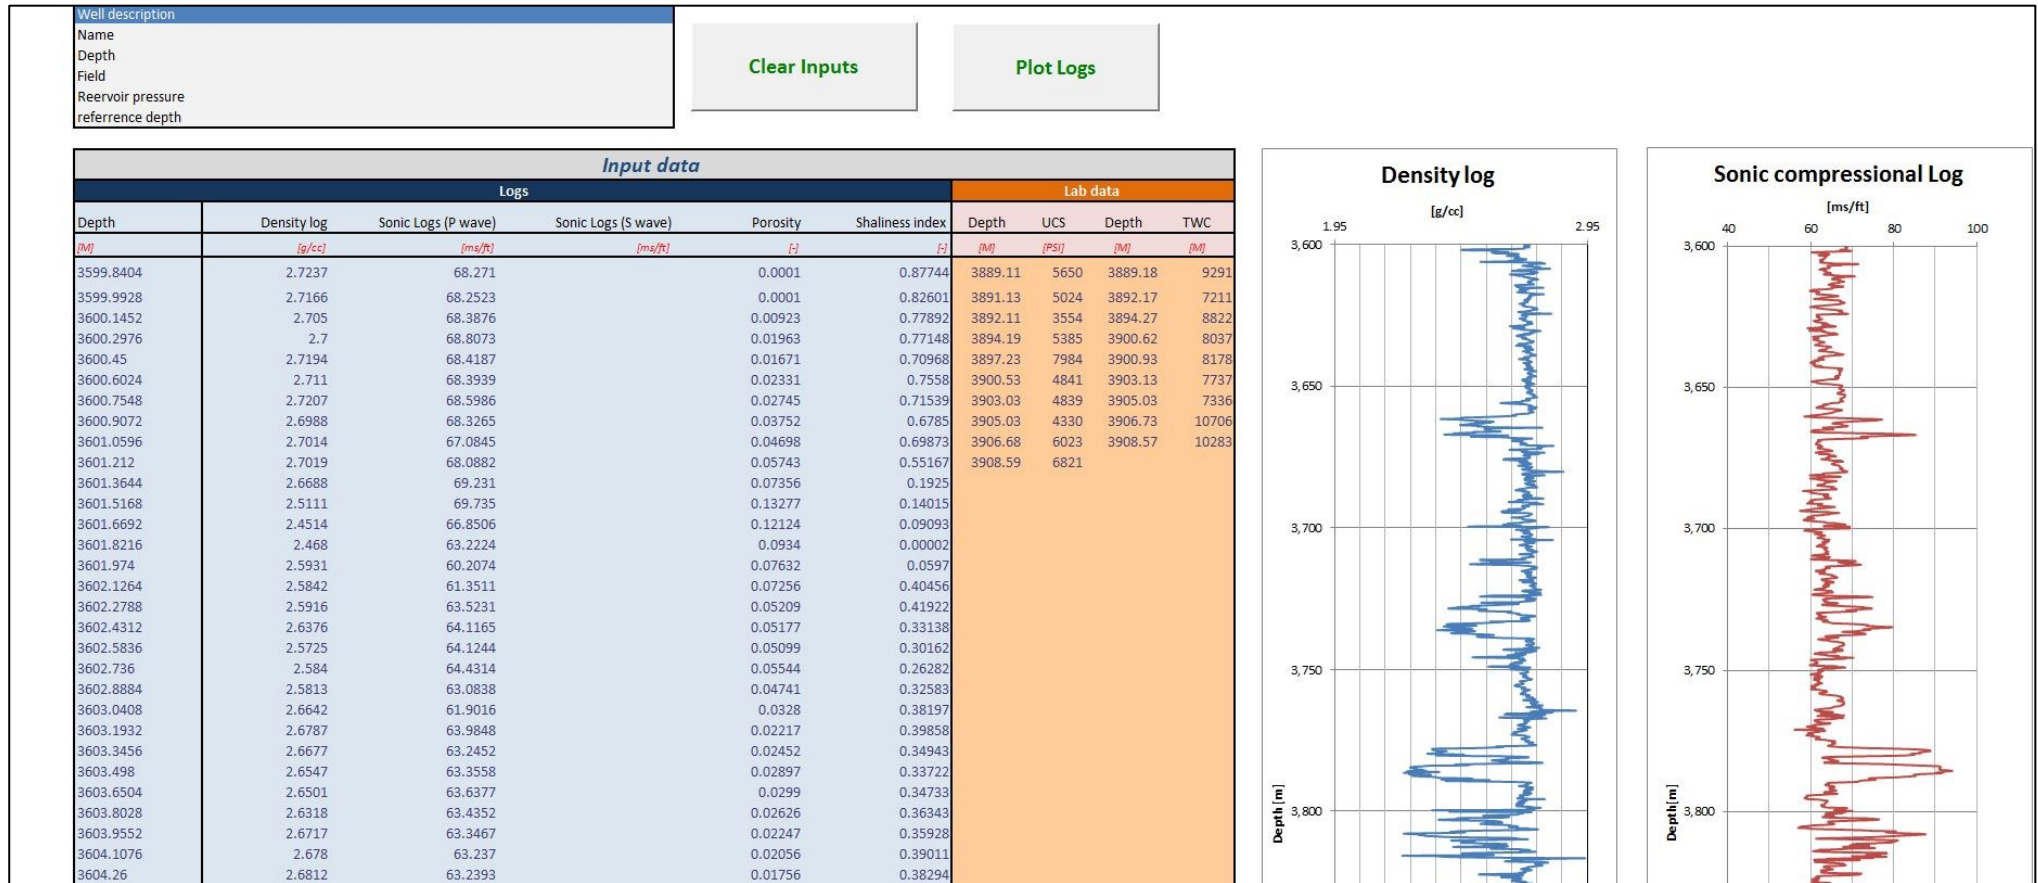 Well description
Name
Depth
Field
Reervoir pressure
referrence depth
Clear Inputs
Plot Logs
Input data
Logs Lab data
Depth Density log Sonic Logs (P wave) Sonic Logs (S wave) Porosity Shaliness index Depth UCS Depth TWC
[M] [g/cc] [ms/ft] [ms/ft] [-] [-] [M] [PSI] [M] [M]
3599.8404 2.7237 68.271 0.0001 0.87744 3889.11 5650 3889.18 9291
3599.9928 2.7166 68.2523 0.0001 0.82601 3891.13 5024 3892.17 7211
3600.1452 2.705 68.3876 0.00923 0.77892 3892.11 3554 3894.27 8822
3600.2976 2.7 68.8073 0.01963 0.77148 3894.19 5385 3900.62 8037
3600.45 2.7194 68.4187 0.01671 0.70968 3897.23 7984 3900.93 8178
3600.6024 2.711 68.3939 0.02331 0.7558 3900.53 4841 3903.13 7737
3600.7548 2.7207 68.5986 0.02745 0.71539 3903.03 4839 3905.03 7336
3600.9072 2.6988 68.3265 0.03752 0.6785 3905.03 4330 3906.73 10706
3601.0596 2.7014 67.0845 0.04698 0.69873 3906.68 6023 3908.57 10283
3601.212 2.7019 68.0882 0.05743 0.55167 3908.59 6821
3601.3644 2.6688 69.231 0.07356 0.1925
3601.5168 2.5111 69.735 0.13277 0.14015
3601.6692 2.4514 66.8506 0.12124 0.09093
3601.8216 2.468 63.2224 0.0934 0.00002
3601.974 2.5931 60.2074 0.07632 0.0597
3602.1264 2.5842 61.3511 0.07256 0.40456
3602.2788 2.5916 63.5231 0.05209 0.41922
3602.4312 2.6376 64.1165 0.05177 0.33138
3602.5836 2.5725 64.1244 0.05099 0.30162
3602.736 2.584 64.4314 0.05544 0.26282
3602.8884 2.5813 63.0838 0.04741 0.32583
3603.0408 2.6642 61.9016 0.0328 0.38197
3603.1932 2.6787 63.9848 0.02217 0.39858
3603.3456 2.6677 63.2452 0.02452 0.34943
3603.498 2.6547 63.3558 0.02897 0.33722
3603.6504 2.6501 63.6377 0.0299 0.34733
3603.8028 2.6318 63.4352 0.02626 0.36343
3603.9552 2.6717 63.3467 0.02247 0.35928
3604.1076 2.678 63.237 0.02056 0.39011
3604.26 2.6812 63.2393 0.01756 0.38294
Density log
[g/cc]
1.95 2.95
3,600
3,650
3,700
3,750
3,800
Depth [m]
Sonic compressional Log
[ms/ft]
40 60 80 100
3,600
3,650
3,700
3,750
3,800
Depth[m]